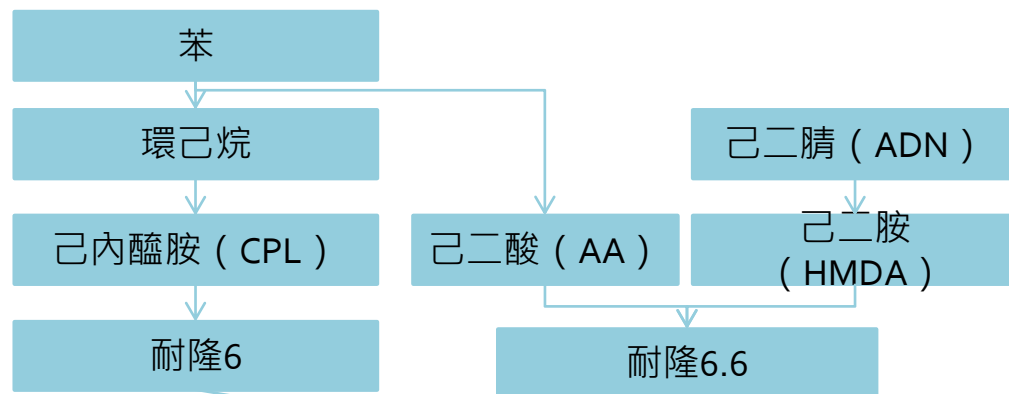 苯
環己烷
己二腈（ADN）
己內醯胺（CPL）
己二酸（AA）
己二胺
（HMDA）
耐隆6
耐隆6.6